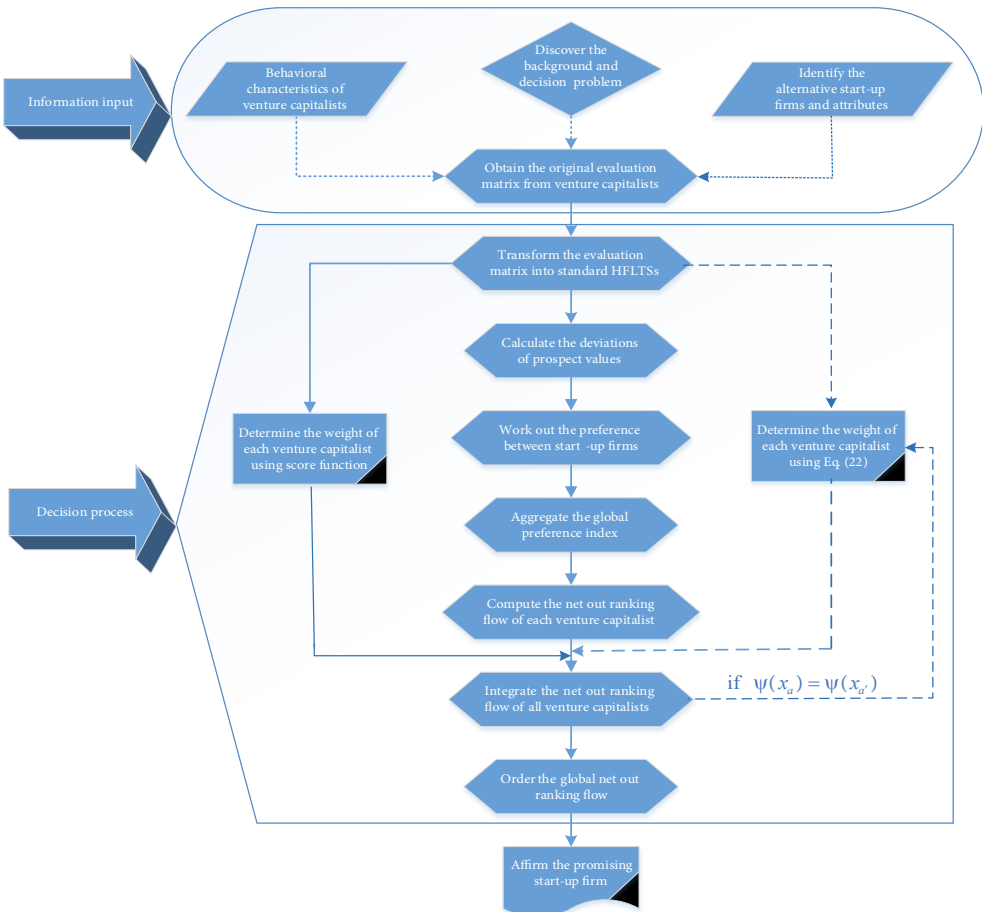 Information input
Behavioral
characteristics of
venture capitalists
Discover the
background and
decision problem
Identify the
alternative start-up
firms and attributes
Obtain the original evaluation
matrix from venture capitalists
Decision process
Transform the evaluation
matrix into standard HFLTSs
Calculate the deviations
of prospect values
Determine the weight of
each venture capitalist
using score function
Work out the preference
between start -up firms
Determine the weight of
each venture capitalist
using Eq. (22)
Aggregate the global
preference index
Compute the net out ranking
flow of each venture capitalist
Integrate the net out ranking
flow of all venture capitalists
if ψ(xₐ) = ψ(xₐ′)
Order the global net out
ranking flow
Affirm the promising
start-up firm